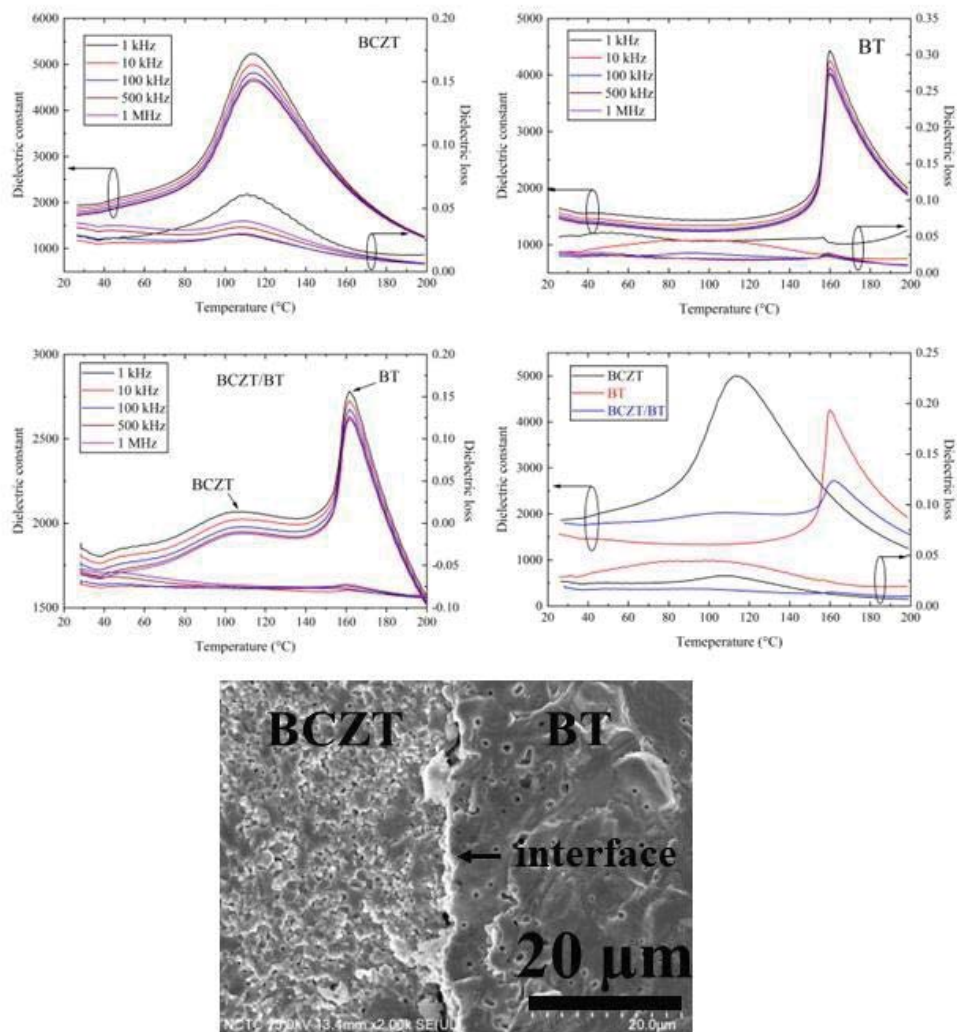 BCZT
1 kHz
10 kHz
100 kHz
500 kHz
1 MHz
6000
5000
4000
3000
2000
1000
0.20
0.15
0.10
0.05
0.00
Dielectric constant
Dielectric loss
20 40 60 80 100 120 140 160 180 200
Temperature (°C)
BT
1 kHz
10 kHz
100 kHz
500 kHz
1 MHz
5000
4000
3000
2000
1000
500
0.35
0.30
0.25
0.20
0.15
0.10
0.05
0.00
Dielectric constant
Dielectric loss
20 40 60 80 100 120 140 160 180 200
Temperature (°C)
BCZT/BT
1 kHz
10 kHz
100 kHz
500 kHz
1 MHz
BT
BCZT
3000
2500
2000
1500
0.20
0.15
0.10
0.05
0.00
-0.05
-0.10
Dielectric constant
Dielectric loss
20 40 60 80 100 120 140 160 180 200
Temperature (°C)
BCZT
BT
BCZT/BT
5000
4000
3000
2000
1000
500
0
0.25
0.20
0.15
0.10
0.05
0.00
Dielectric constant
Dielectric loss
20 40 60 80 100 120 140 160 180 200
Temeperature (°C)
BCZT BT
interface
20 μm
13.4mm x2.00k
20.0um